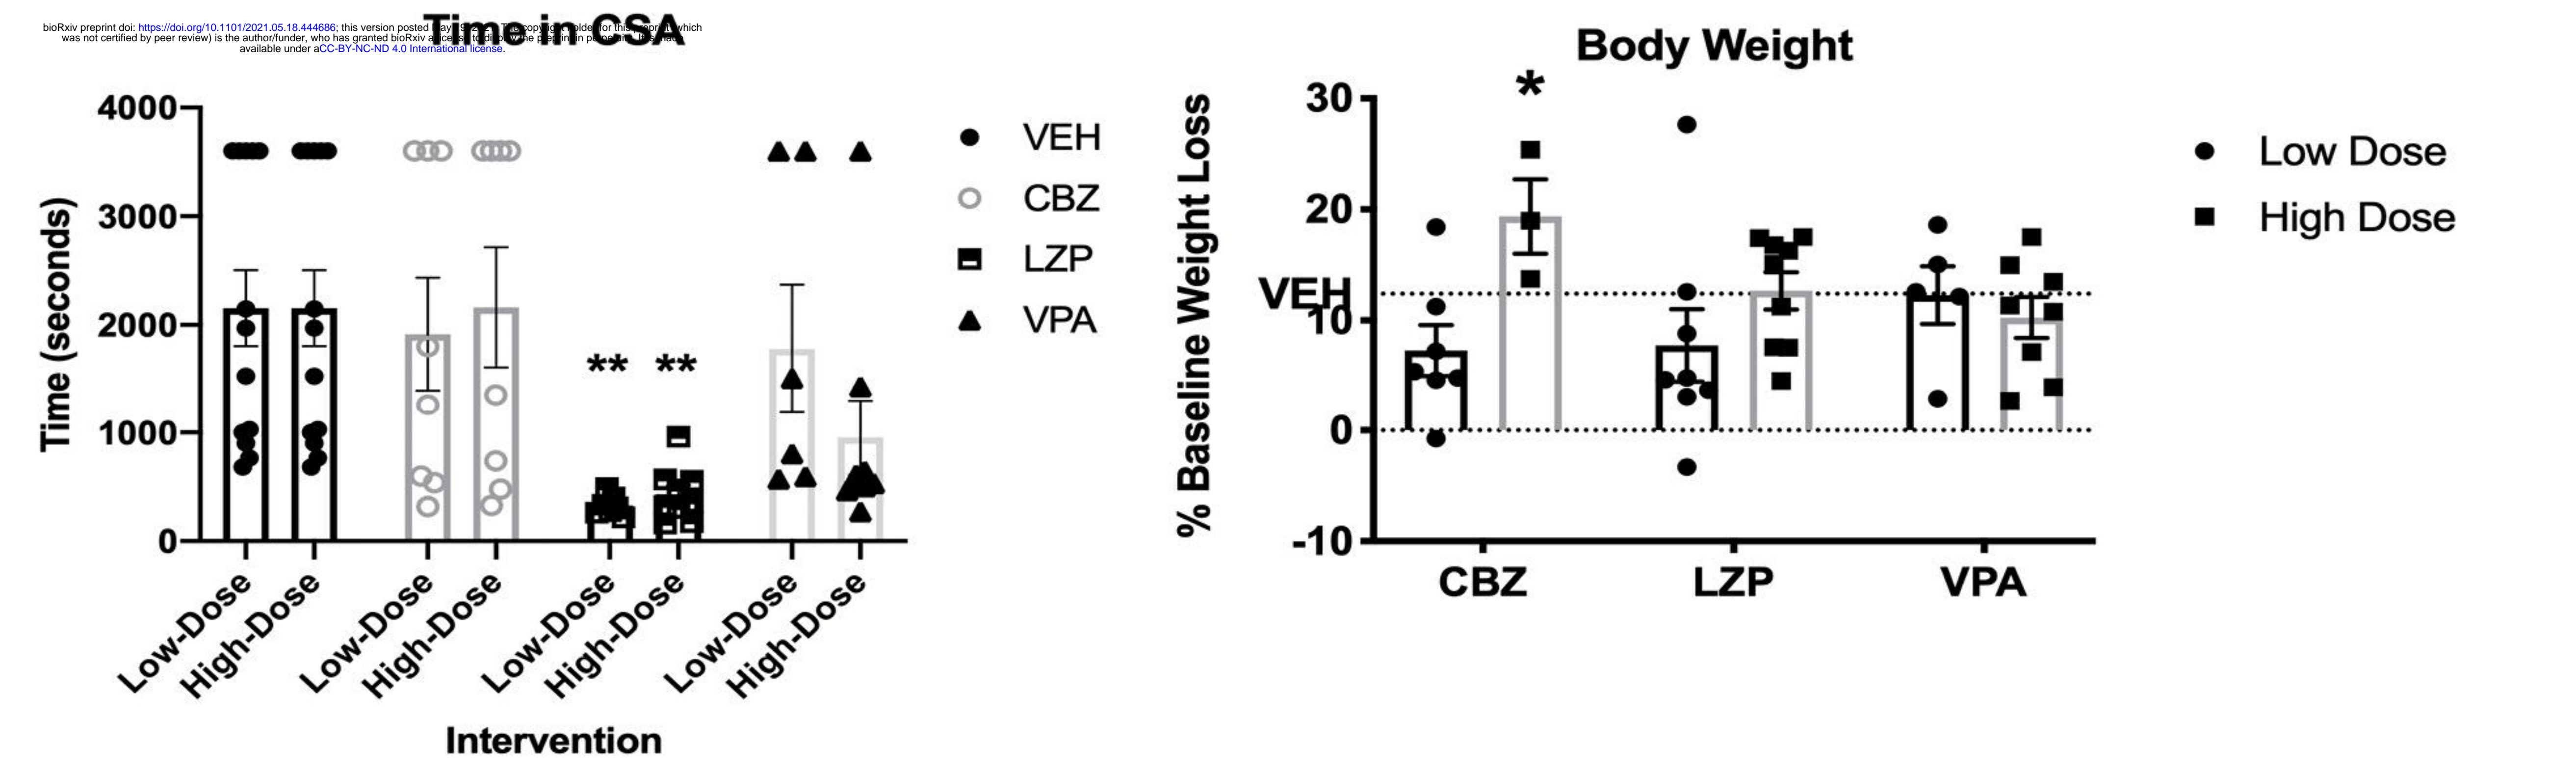 bioRxiv preprint doi: https://doi.org/10.1101/2021.05.18.444686; this version posted
was not certified by peer review) is the author/funder, who has granted bioRxiv
available under aCC-BY-NC-ND 4.0 International license.
Time in CSA
4000
3000
2000
1000
0
Time (seconds)
** **
VEH
CBZ
LZP
VPA
Low-Dose
High-Dose
Low-Dose
High-Dose
Low-Dose
High-Dose
Low-Dose
High-Dose
Intervention
Body Weight
*
30
20
VEH
10
0
-10
% Baseline Weight Loss
CBZ
LZP
VPA
Low Dose
High Dose